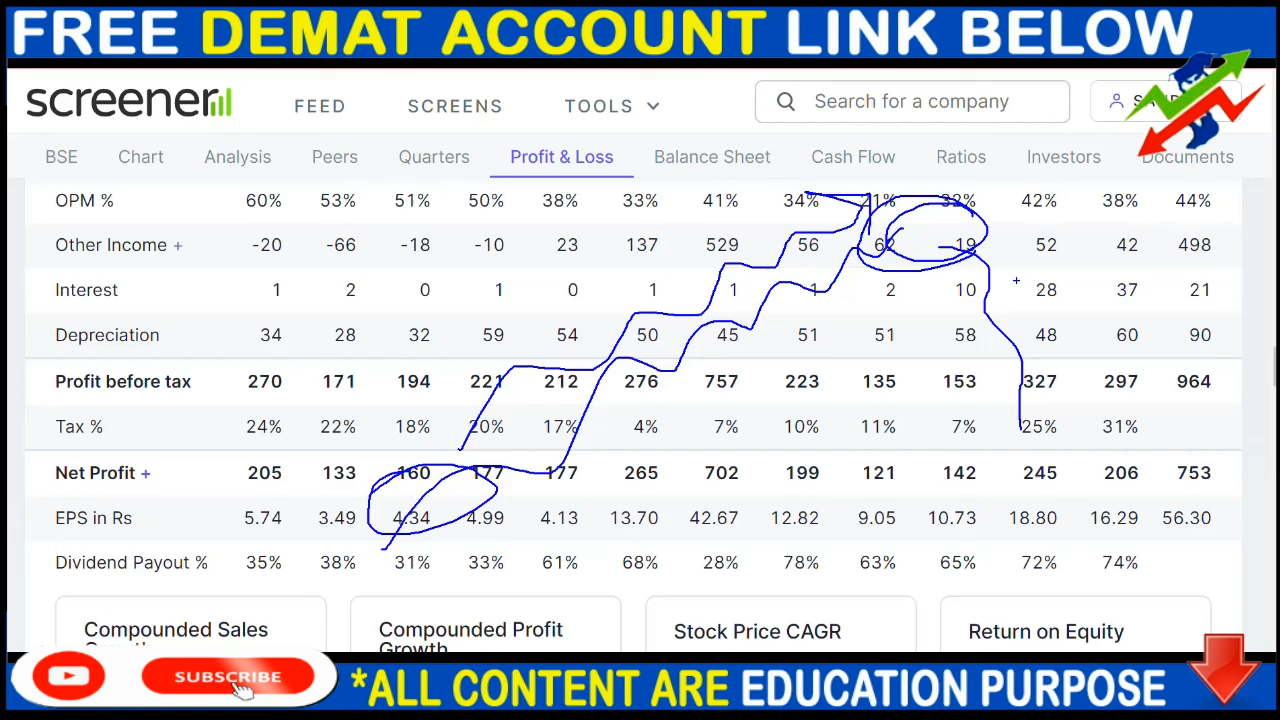 FREE DEMAT ACCOUNT LINK BELOW
screener FEED SCREENS TOOLS Search for a company
BSE Chart Analysis Peers Quarters Profit & Loss Balance Sheet Cash Flow Ratios Investors Documents
OPM % 60% 53% 51% 50% 38% 33% 41% 34% 21% 32% 42% 38% 44%
Other Income + -20 -66 -18 -10 23 137 529 56 62 19 52 42 498
Interest 1 2 0 1 0 1 1 1 2 10 28 37 21
Depreciation 34 28 32 59 54 50 45 51 51 58 48 60 90
Profit before tax 270 171 194 221 212 276 757 223 135 153 327 297 964
Tax % 24% 22% 18% 20% 17% 4% 7% 10% 11% 7% 25% 31%
Net Profit + 205 133 160 177 177 265 702 199 121 142 245 206 753
EPS in Rs 5.74 3.49 4.34 4.99 4.13 13.70 42.67 12.82 9.05 10.73 18.80 16.29 56.30
Dividend Payout % 35% 38% 31% 33% 61% 68% 28% 78% 63% 65% 72% 74%
Compounded Sales Compounded Profit Stock Price CAGR Return on Equity
Growth Growth
SUBSCRIBE
*ALL CONTENT ARE EDUCATION PURPOSE